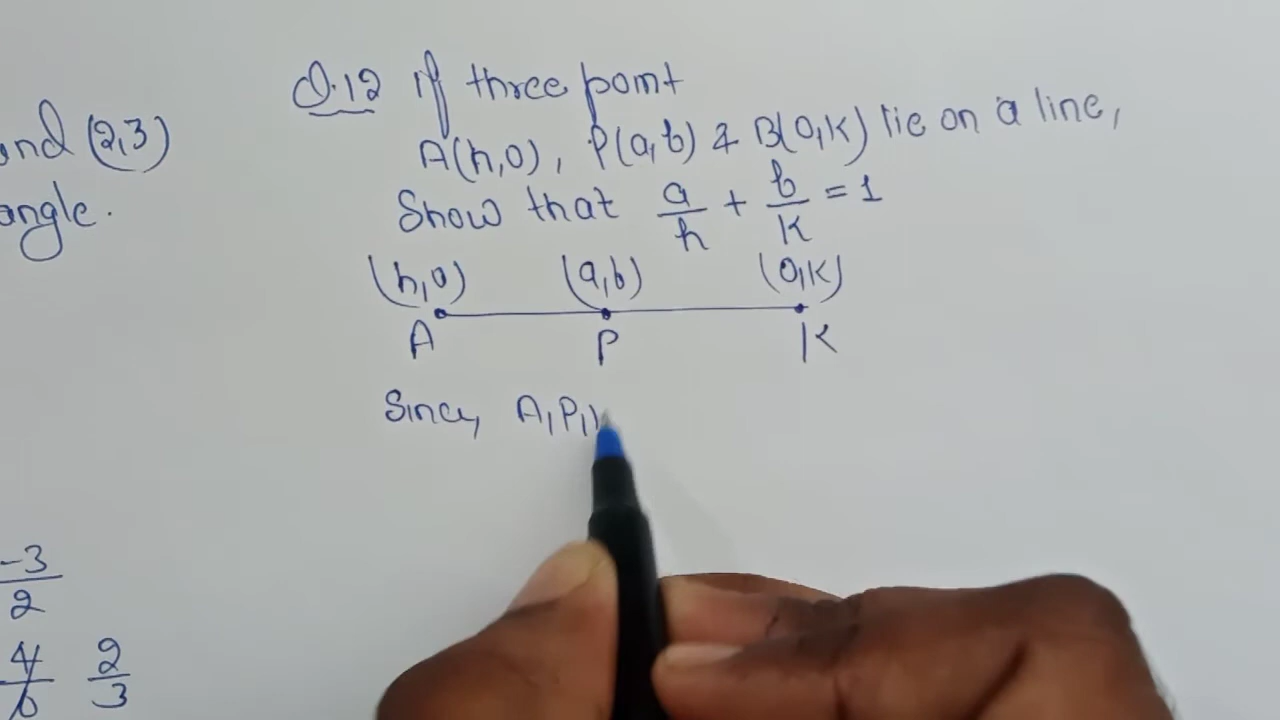 and (2,3)
angle.
Q.12 If three point
A(h,0), P(a,b) & B(0,K) lie on a line,
Show that a/h + b/K = 1
(h,0) (a,b) (0,K)
A P K
Since, A,P,
-3/2
4/6 2/3